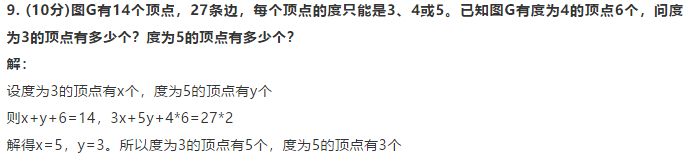 9. (10分)图G有14个顶点，27条边，每个顶点的度只能是3、4或5。已知图G有度为4的顶点6个，问度
为3的顶点有多少个？度为5的顶点有多少个？
解：
设度为3的顶点有x个，度为5的顶点有y个
则x+y+6=14，3x+5y+4*6=27*2
解得x=5，y=3。所以度为3的顶点有5个，度为5的顶点有3个